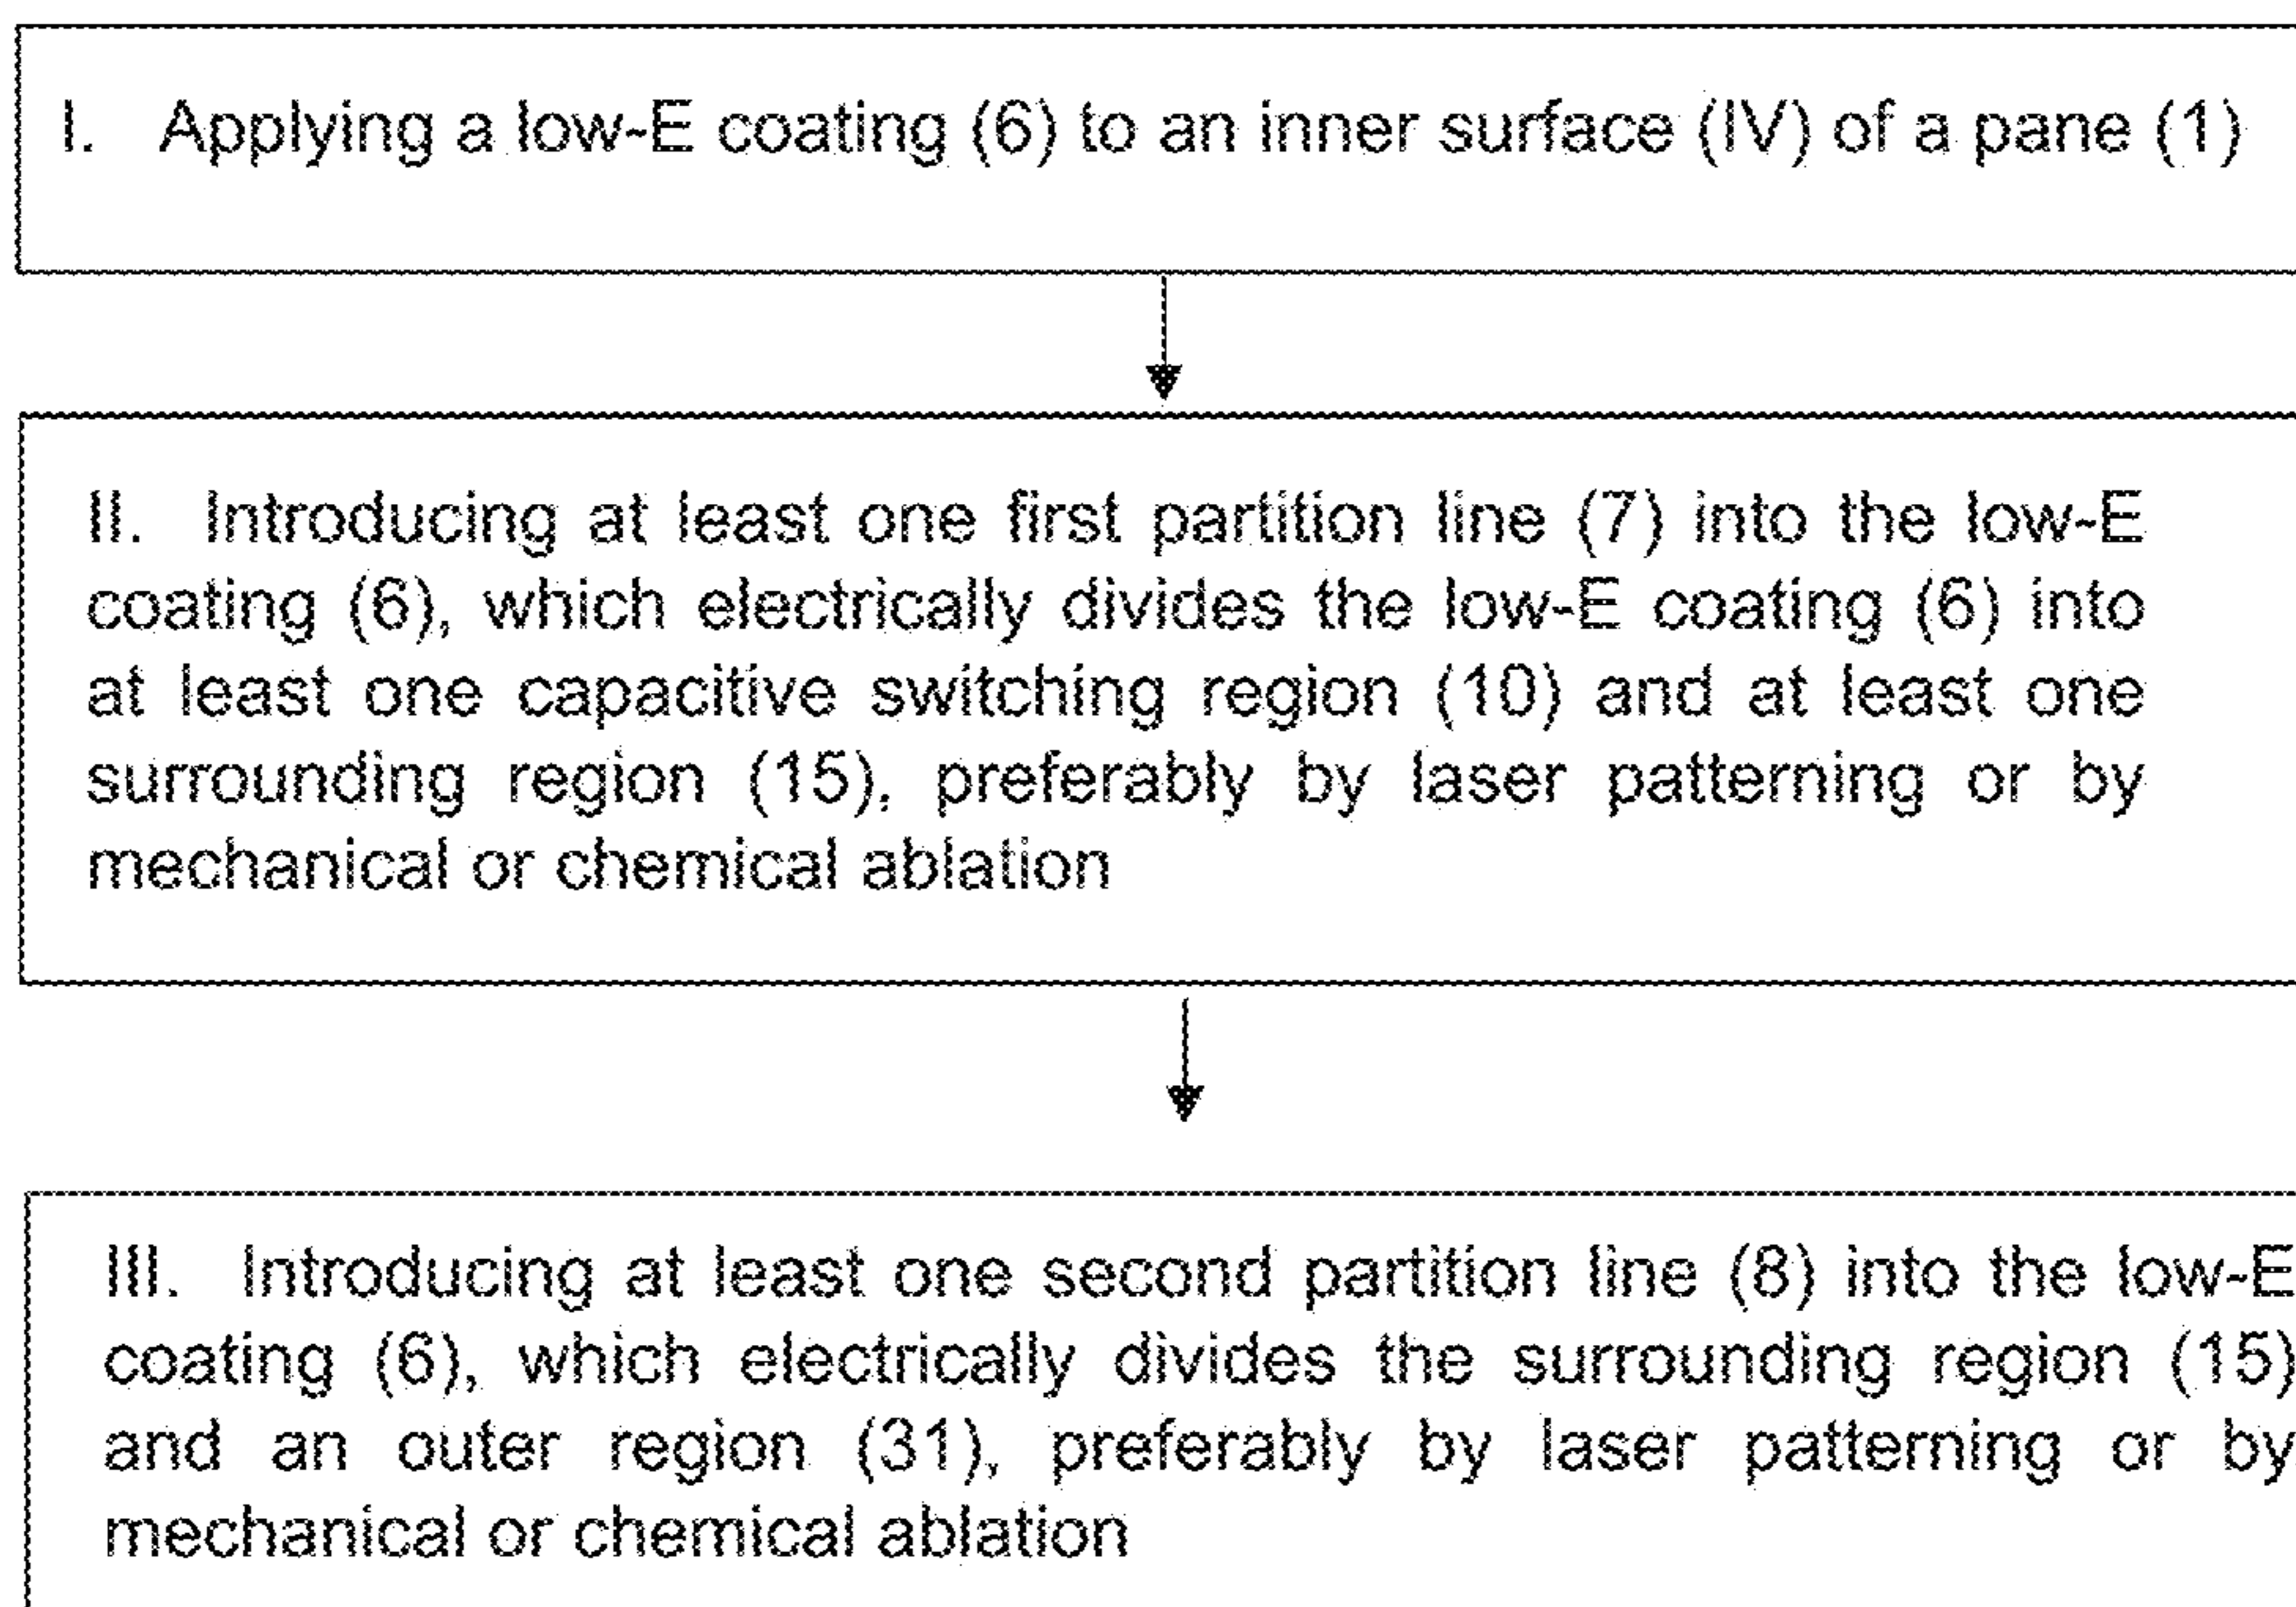 I. Applying a low-E coating (6) to an inner surface (IV) of a pane (1)
II. Introducing at least one first partition line (7) into the low-E
coating (6), which electrically divides the low-E coating (6) into
at least one capacitive switching region (10) and at least one
surrounding region (15), preferably by laser patterning or by
mechanical or chemical ablation
III. Introducing at least one second partition line (8) into the low-E
coating (6), which electrically divides the surrounding region (15)
and an outer region (31), preferably by laser patterning or by
mechanical or chemical ablation